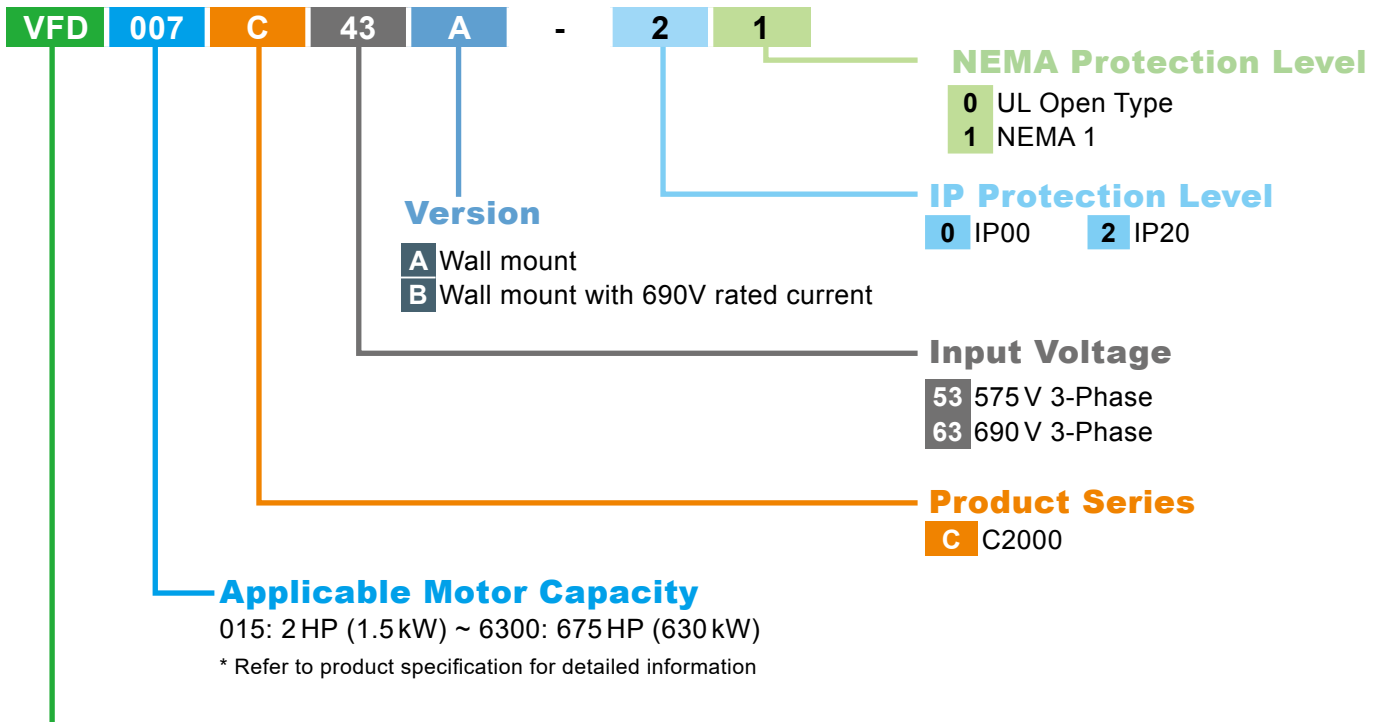 VFD 007 C 43 A - 2 1
NEMA Protection Level
0 UL Open Type
1 NEMA 1
IP Protection Level
0 IP00 2 IP20
Version
A Wall mount
B Wall mount with 690V rated current
Input Voltage
53 575 V 3-Phase
63 690 V 3-Phase
Product Series
C C2000
Applicable Motor Capacity
015: 2 HP (1.5 kW) ~ 6300: 675 HP (630 kW)
* Refer to product specification for detailed information